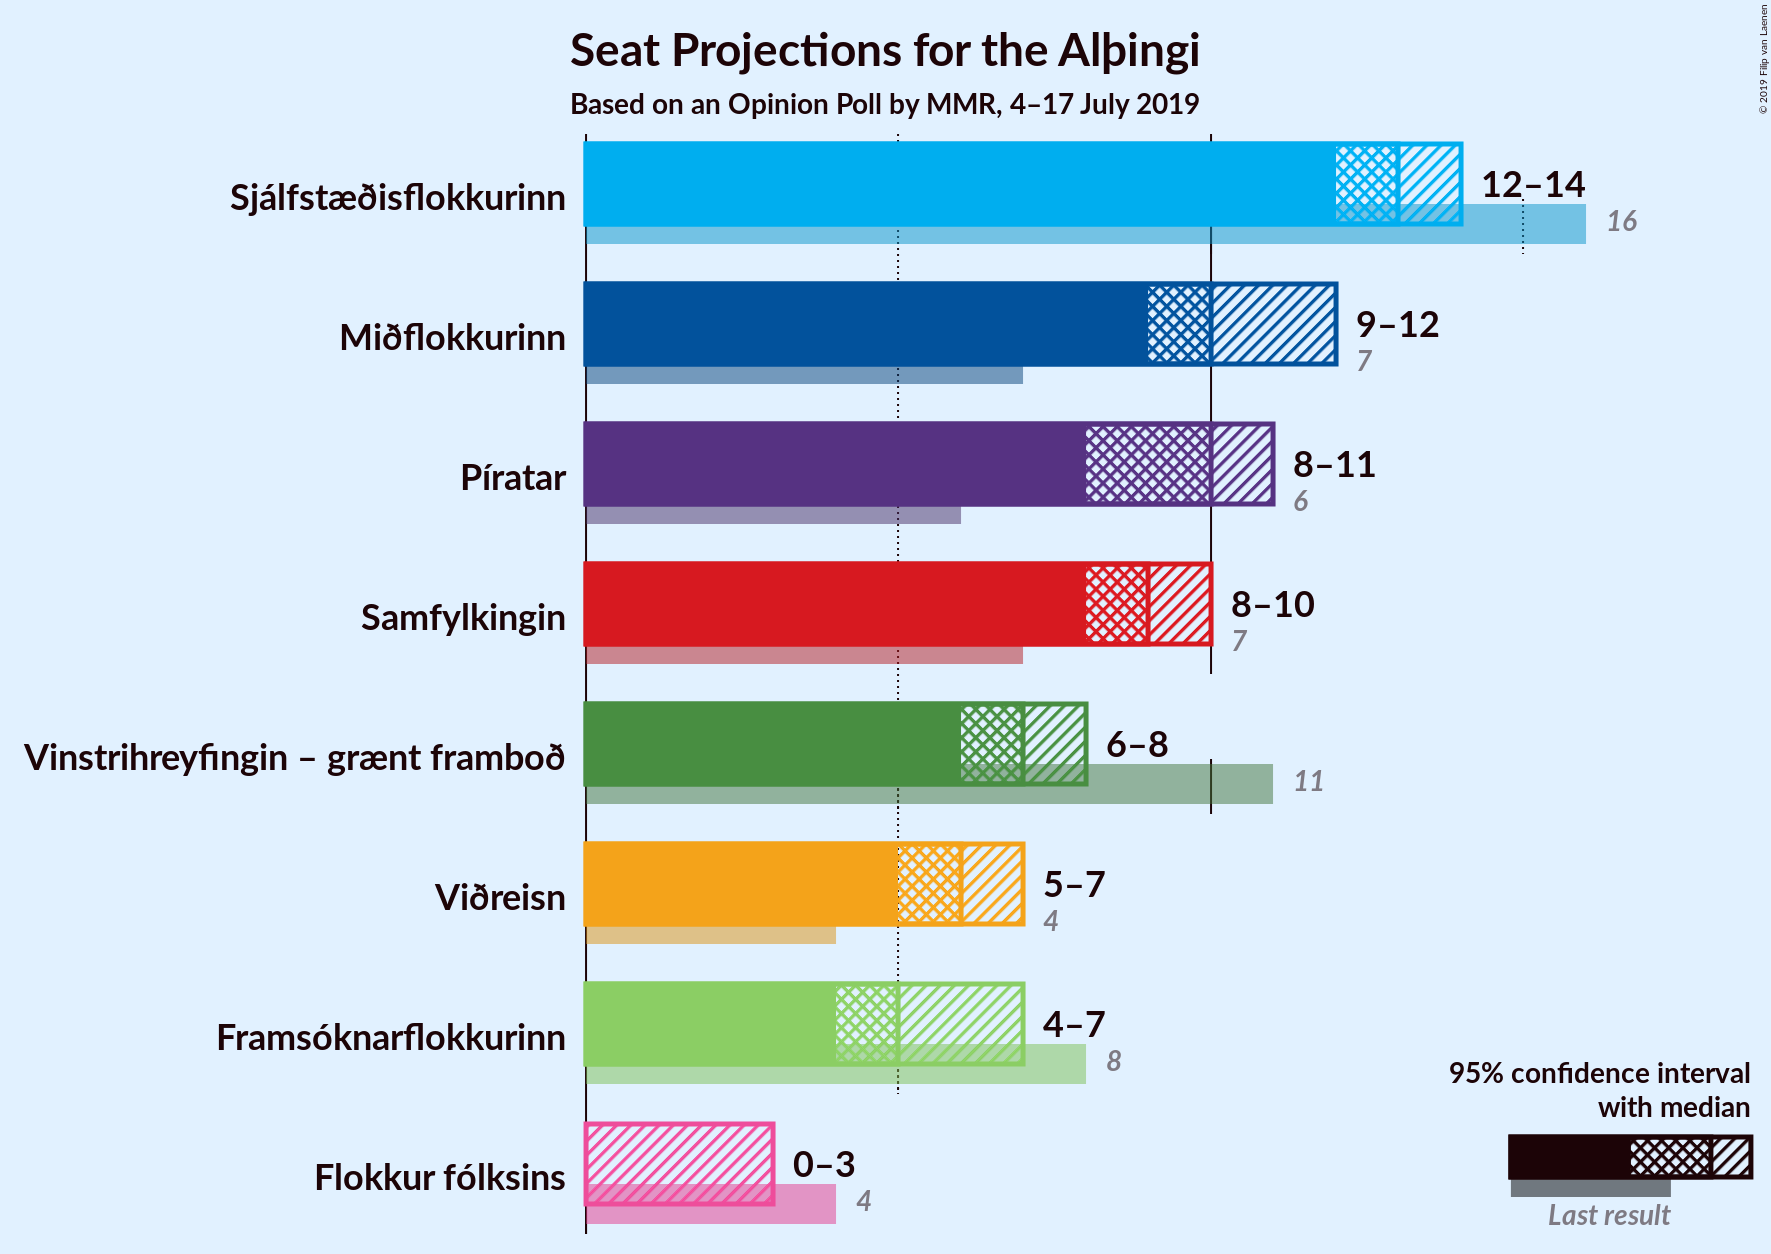 Seat Projections for the Alþingi
Based on an Opinion Poll by MMR, 4–17 July 2019
© 2019 Filip van Laenen
Sjálfstæðisflokkurinn
12–14
16
Miðflokkurinn
9–12
7
Píratar
8–11
6
Samfylkingin
8–10
7
Vinstrihreyfingin – grænt framboð
6–8
11
Viðreisn
5–7
4
Framsóknarflokkurinn
4–7
8
Flokkur fólksins
0–3
4
95% confidence interval
with median
Last result